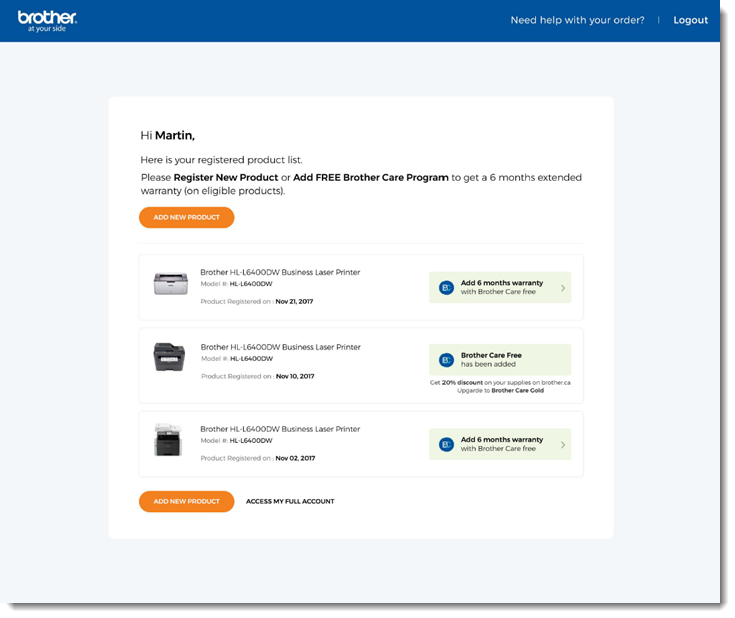 brother
at your side
Need help with your order? | Logout
Hi Martin,
Here is your registered product list.
Please Register New Product or Add FREE Brother Care Program to get a 6 months extended
warranty (on eligible products).
ADD NEW PRODUCT
Brother HL-L6400DW Business Laser Printer
Model #: HL-L6400DW
Product Registered on : Nov 21, 2017
BC
Add 6 months warranty
with Brother Care free
Brother HL-L6400DW Business Laser Printer
Model #: HL-L6400DW
Product Registered on : Nov 10, 2017
BC
Brother Care Free
has been added
Get 20% discount on your supplies on brother.ca
Upgarde to Brother Care Gold
Brother HL-L6400DW Business Laser Printer
Model #: HL-L6400DW
Product Registered on : Nov 02, 2017
BC
Add 6 months warranty
with Brother Care free
ADD NEW PRODUCT
ACCESS MY FULL ACCOUNT